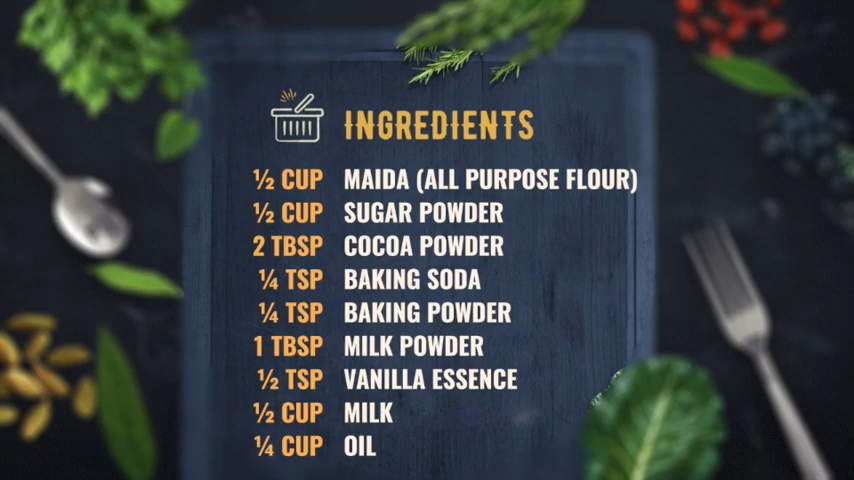 INGREDIENTS
½ CUP MAIDA (ALL PURPOSE FLOUR)
½ CUP SUGAR POWDER
2 TBSP COCOA POWDER
¼ TSP BAKING SODA
¼ TSP BAKING POWDER
1 TBSP MILK POWDER
½ TSP VANILLA ESSENCE
½ CUP MILK
¼ CUP OIL